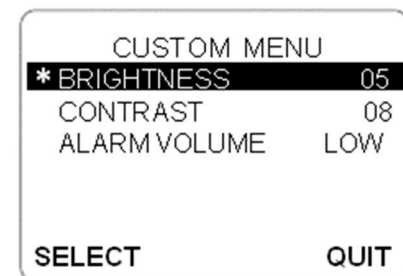 CUSTOM MENU
* BRIGHTNESS 05
CONTRAST 08
ALARM VOLUME LOW
SELECT QUIT